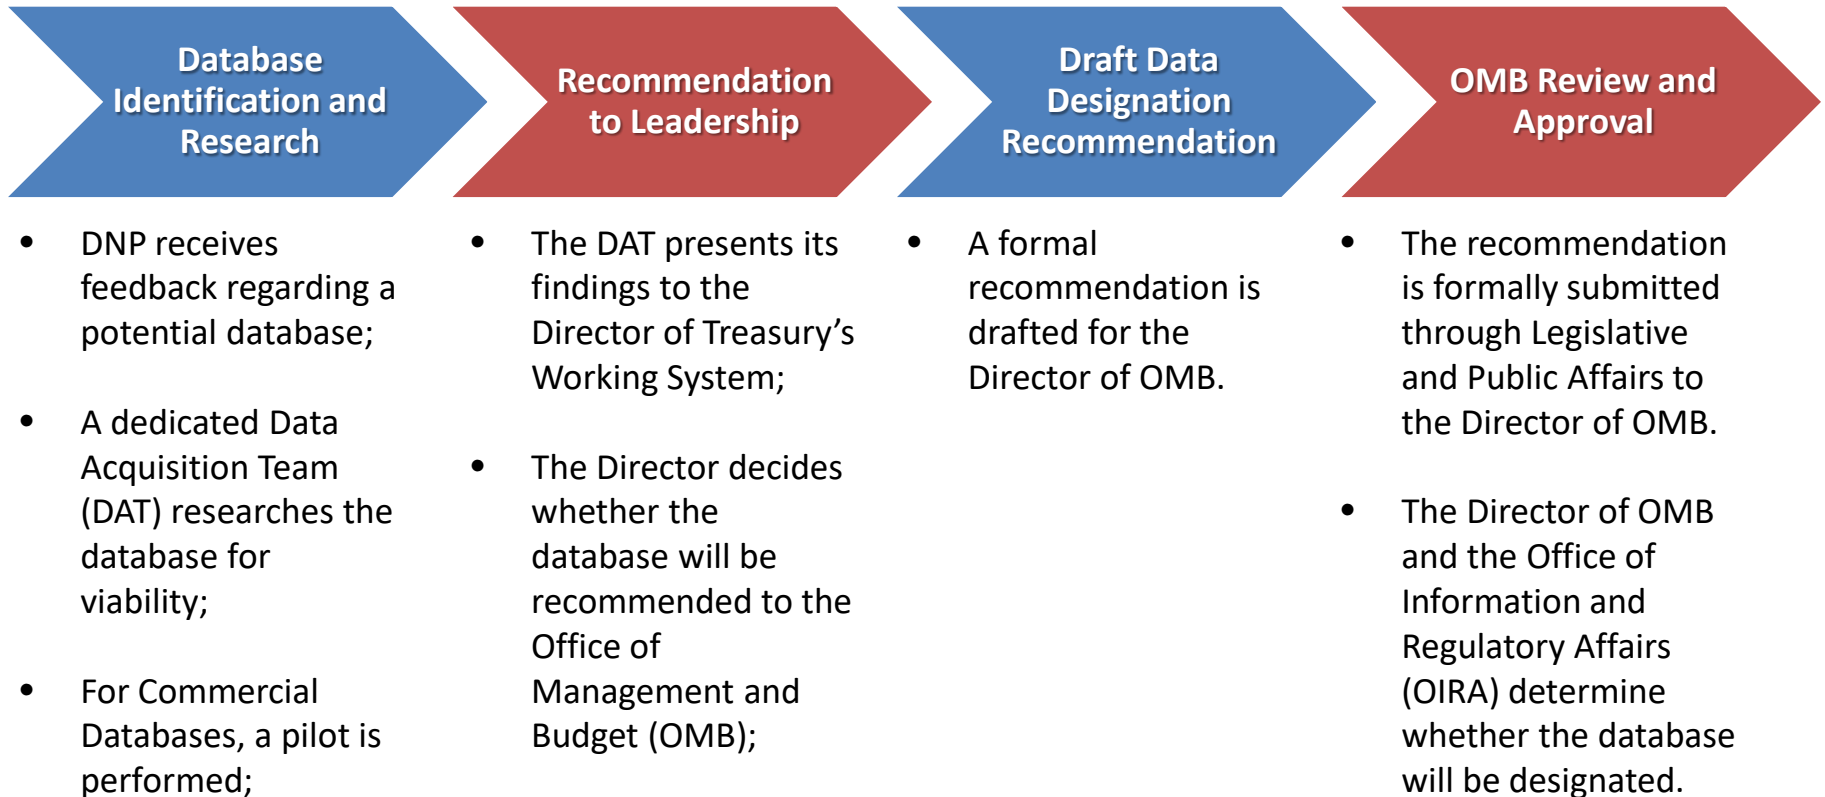 Database
Identification and
Research
• DNP receives
feedback regarding a
potential database;
• A dedicated Data
Acquisition Team
(DAT) researches the
database for
viability;
• For Commercial
Databases, a pilot is
performed;
Recommendation
to Leadership
• The DAT presents its
findings to the
Director of Treasury’s
Working System;
• The Director decides
whether the
database will be
recommended to the
Office of
Management and
Budget (OMB);
Draft Data
Designation
Recommendation
• A formal
recommendation is
drafted for the
Director of OMB.
OMB Review and
Approval
• The recommendation
is formally submitted
through Legislative
and Public Affairs to
the Director of OMB.
• The Director of OMB
and the Office of
Information and
Regulatory Affairs
(OIRA) determine
whether the database
will be designated.